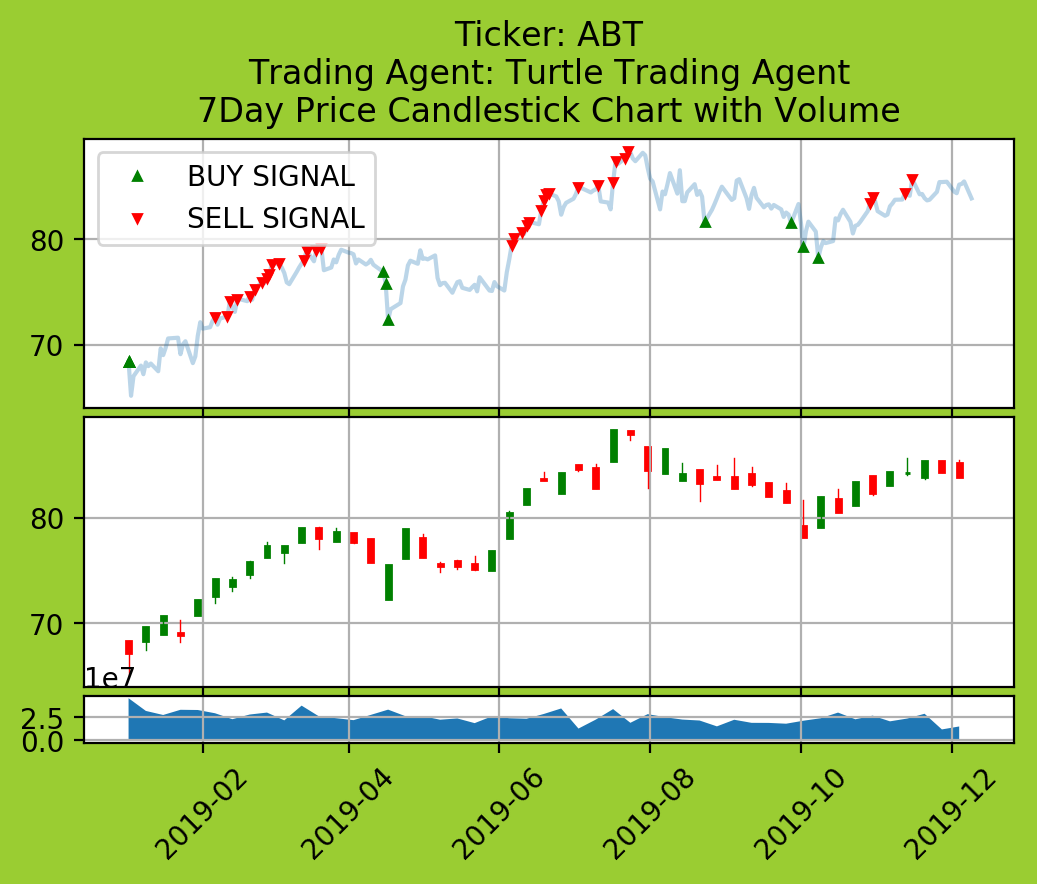 Ticker: ABT
Trading Agent: Turtle Trading Agent
7Day Price Candlestick Chart with Volume
BUY SIGNAL
SELL SIGNAL
80
70
80
70
1e7
2.5
0.0
2019-02
2019-04
2019-06
2019-08
2019-10
2019-12